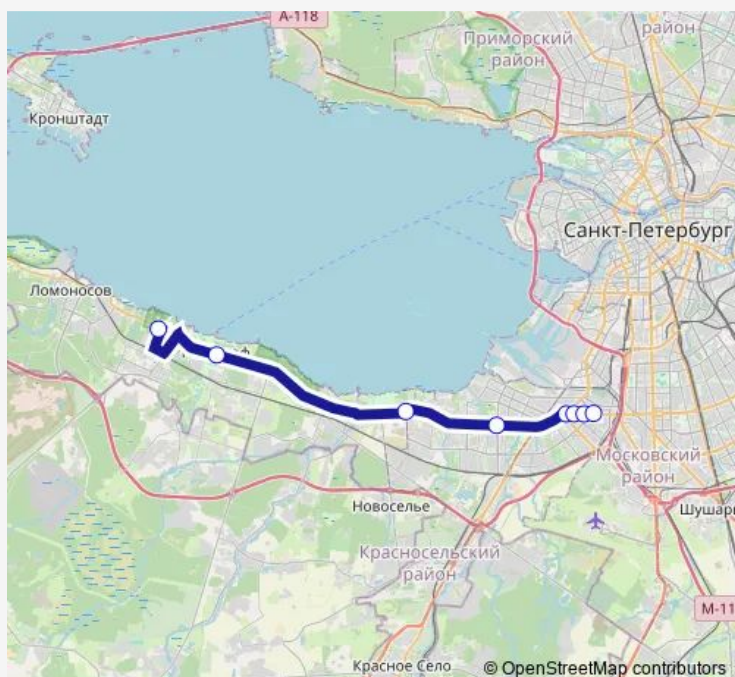 А-118
Приморский
район
район
Кронштадт
Санкт-Петербург
Ломоносов
Московский
район
Новоселье
Шушары
Красносельский
район
М-11
Красное Село
© OpenStreetMap contributors